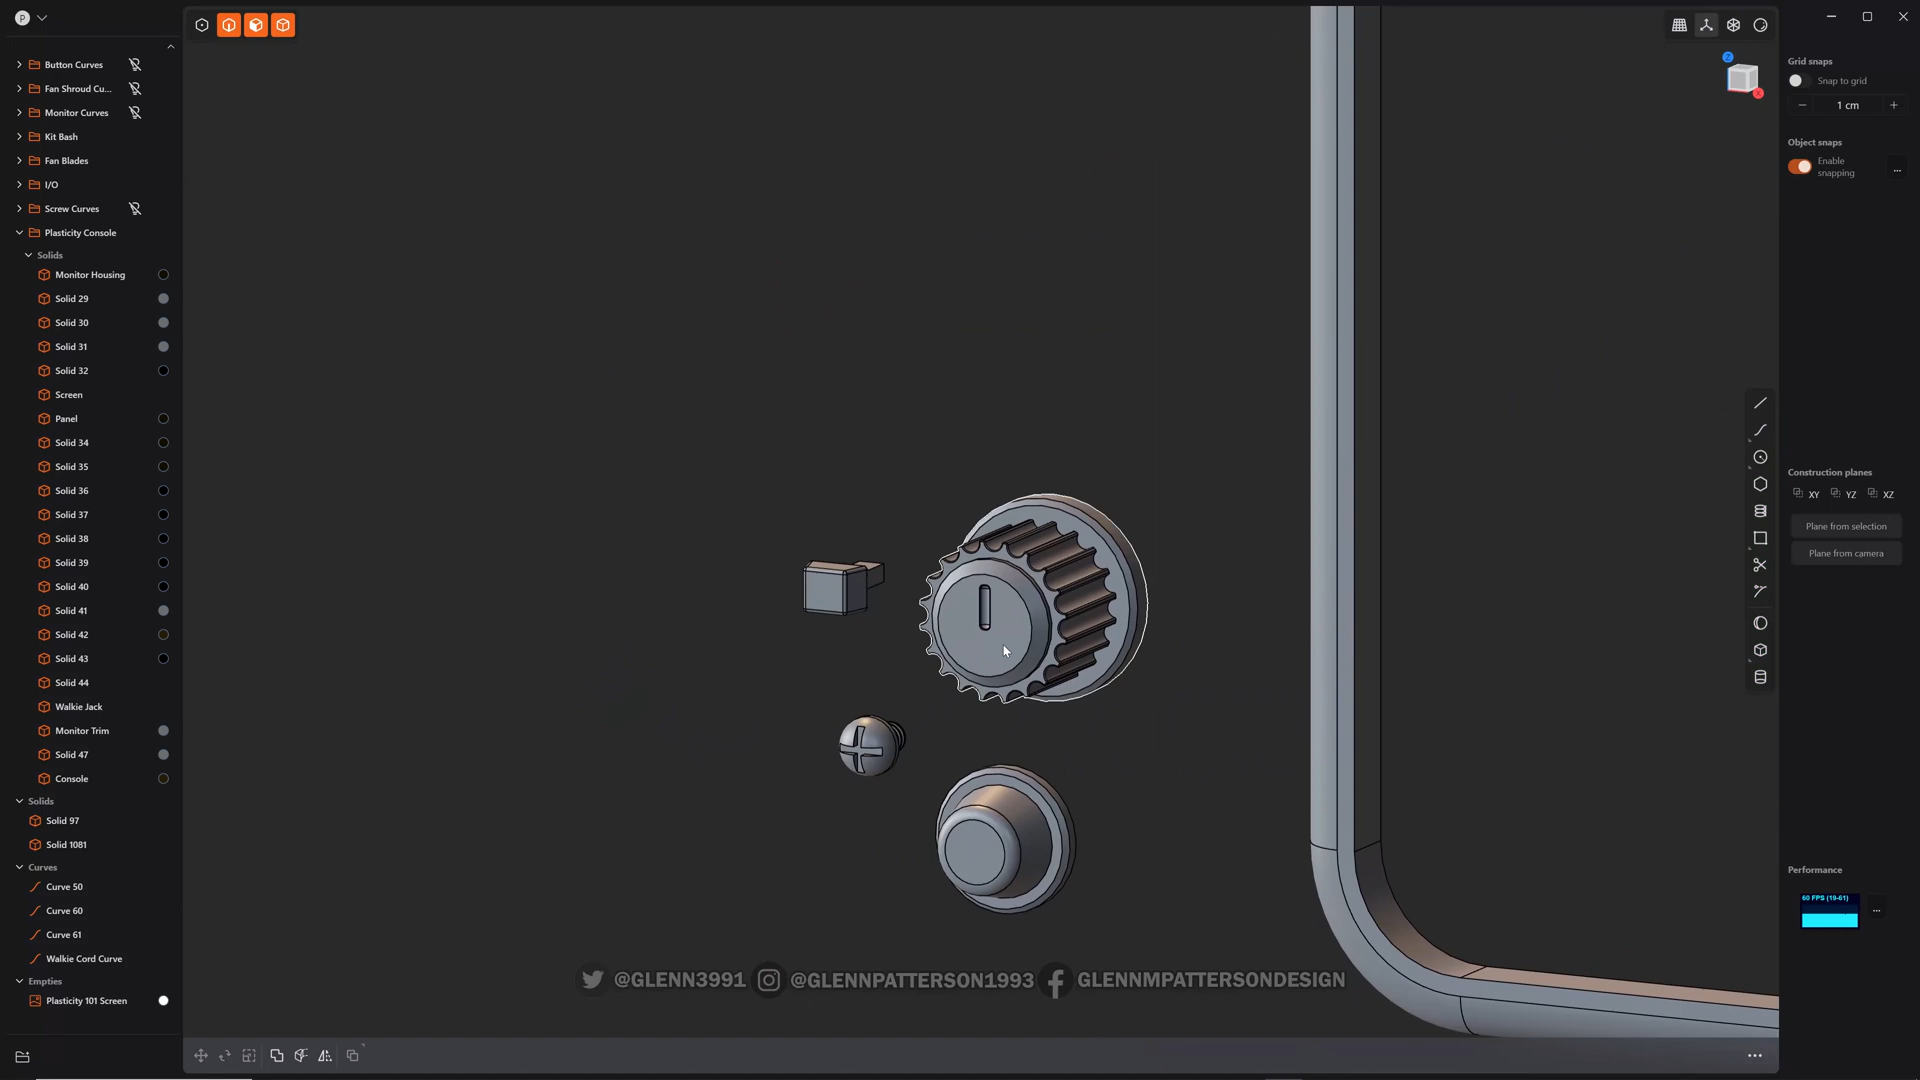 P
Button Curves
Fan Shroud Cu...
Monitor Curves
Kit Bash
Fan Blades
I/O
Screw Curves
Plasticity Console
Solids
Monitor Housing
Solid 29
Solid 30
Solid 31
Solid 32
Screen
Panel
Solid 34
Solid 35
Solid 36
Solid 37
Solid 38
Solid 39
Solid 40
Solid 41
Solid 42
Solid 43
Solid 44
Walkie Jack
Monitor Trim
Solid 47
Console
Solids
Solid 97
Solid 1081
Curves
Curve 50
Curve 60
Curve 61
Walkie Cord Curve
Empties
Plasticity 101 Screen
@GLENN3991 @GLENNPATTERSON1993 GLENNMPATTERSONDESIGN
Z
X
Grid snaps
Snap to grid
1 cm
Object snaps
Enable
snapping
...
Construction planes
XY YZ XZ
Plane from selection
Plane from camera
Performance
60 FPS (19-61)
...